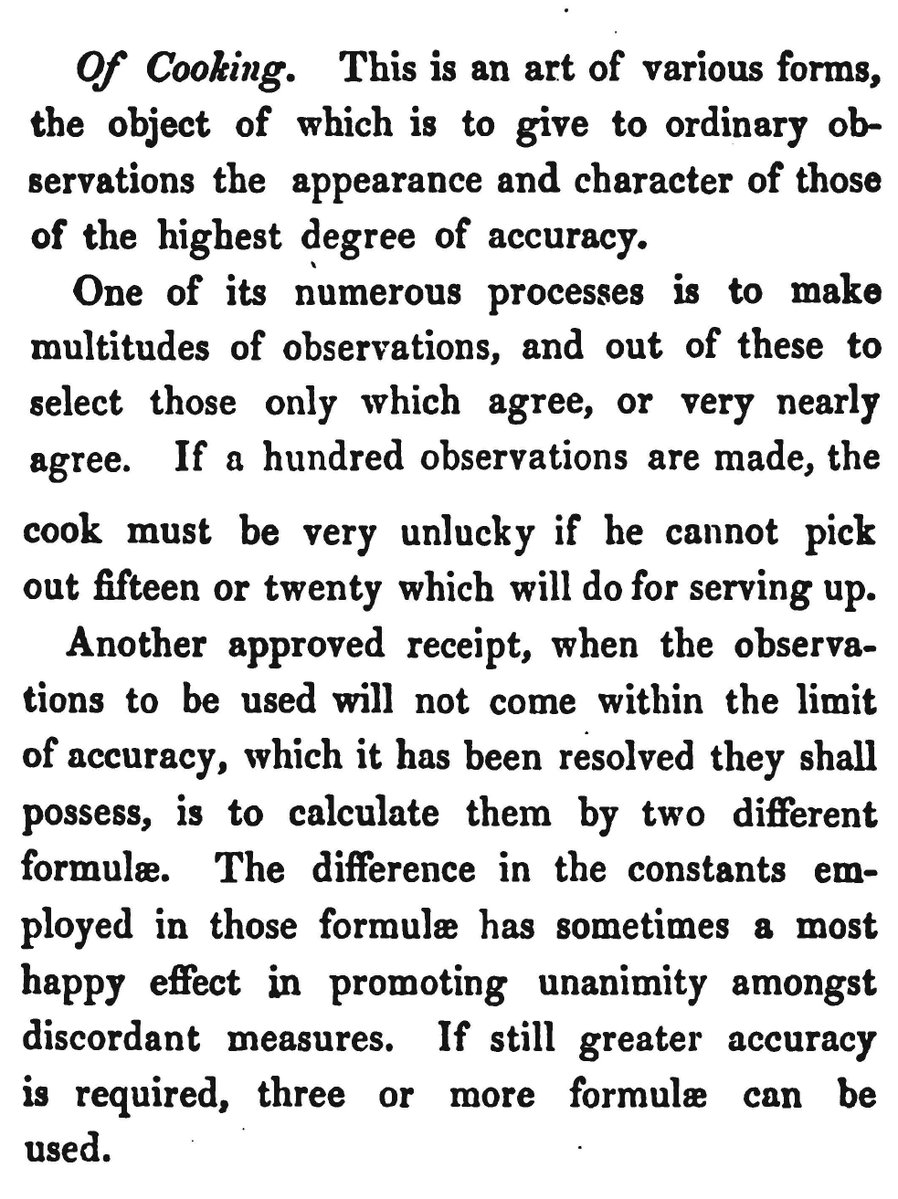 Of Cooking. This is an art of various forms,
the object of which is to give to ordinary ob-
servations the appearance and character of those
of the highest degree of accuracy.
One of its numerous processes is to make
multitudes of observations, and out of these to
select those only which agree, or very nearly
agree. If a hundred observations are made, the
cook must be very unlucky if he cannot pick
out fifteen or twenty which will do for serving up.
Another approved receipt, when the observa-
tions to be used will not come within the limit
of accuracy, which it has been resolved they shall
possess, is to calculate them by two different
formulæ. The difference in the constants em-
ployed in those formulæ has sometimes a most
happy effect in promoting unanimity amongst
discordant measures. If still greater accuracy
is required, three or more formulæ can be
used.